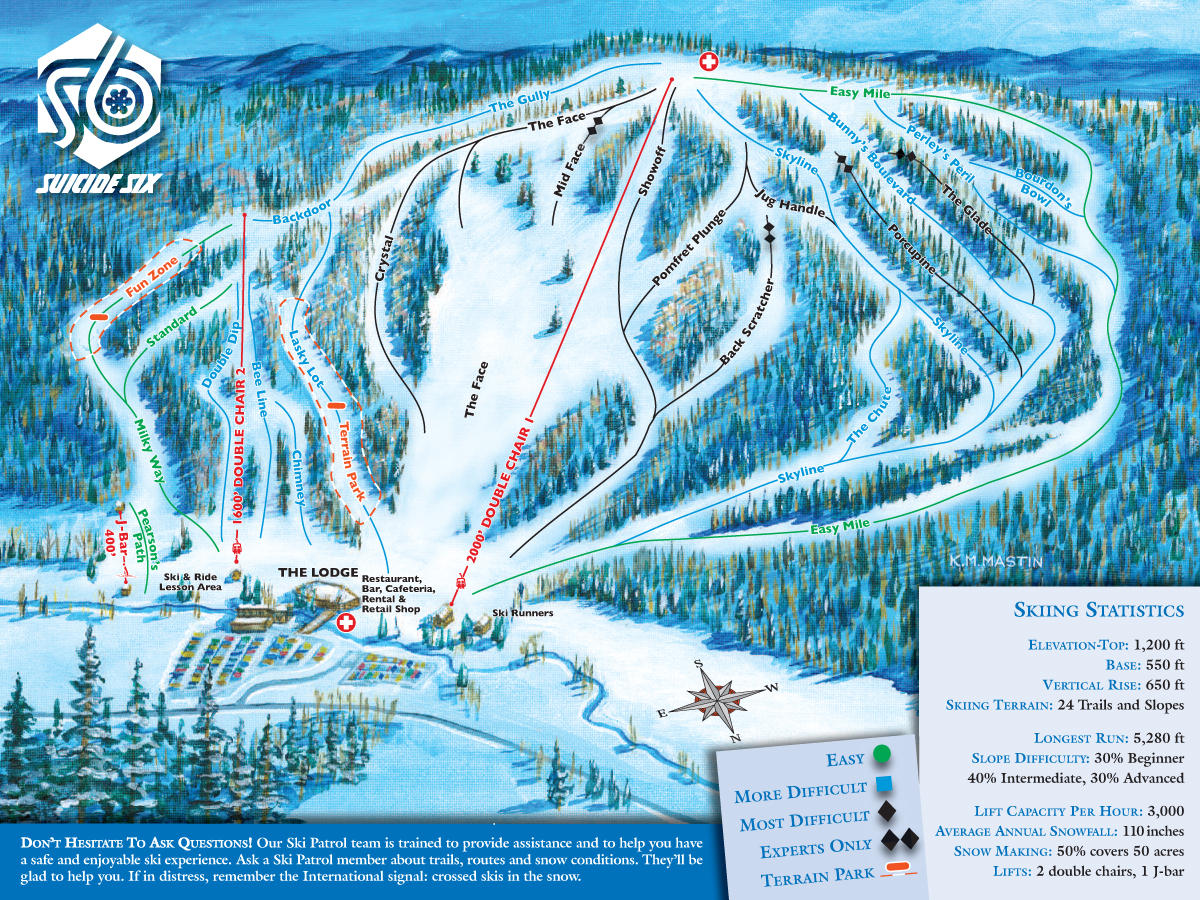 SUICIDE SIX
The Gully
The Face
Mid Face
Showoff
Easy Mile
Skyline
Bunny's Boulevard
Perley's Peril
Bourdon's
Bowl
The Glade
Porcupine
Jug Handle
Pomfret Plunge
Back Scratcher
Backdoor
Crystal
Fun Zone
Standard
Double Dip
1600' DOUBLE CHAIR 2
Bee Line
Lasky Lot
Terrain Park
Chimney
Milky Way
The Face
2000' DOUBLE CHAIR 1
Skyline
The Chute
Skyline
Easy Mile
J-Bar
400'
Pearson's
Path
Ski & Ride
Lesson Area
THE LODGE
Restaurant,
Bar, Cafeteria,
Rental &
Retail Shop
Ski Runners
K.M. MASTIN
S
W
E
N
SKIING STATISTICS
ELEVATION-TOP: 1,200 ft
BASE: 550 ft
VERTICAL RISE: 650 ft
SKIING TERRAIN: 24 Trails and Slopes
LONGEST RUN: 5,280 ft
SLOPE DIFFICULTY: 30% Beginner
40% Intermediate, 30% Advanced
LIFT CAPACITY PER HOUR: 3,000
AVERAGE ANNUAL SNOWFALL: 110 inches
SNOW MAKING: 50% covers 50 acres
LIFTS: 2 double chairs, 1 J-bar
EASY
MORE DIFFICULT
MOST DIFFICULT
EXPERTS ONLY
TERRAIN PARK
DON'T HESITATE TO ASK QUESTIONS! Our Ski Patrol team is trained to provide assistance and to help you have
a safe and enjoyable ski experience. Ask a Ski Patrol member about trails, routes and snow conditions. They'll be
glad to help you. If in distress, remember the International signal: crossed skis in the snow.